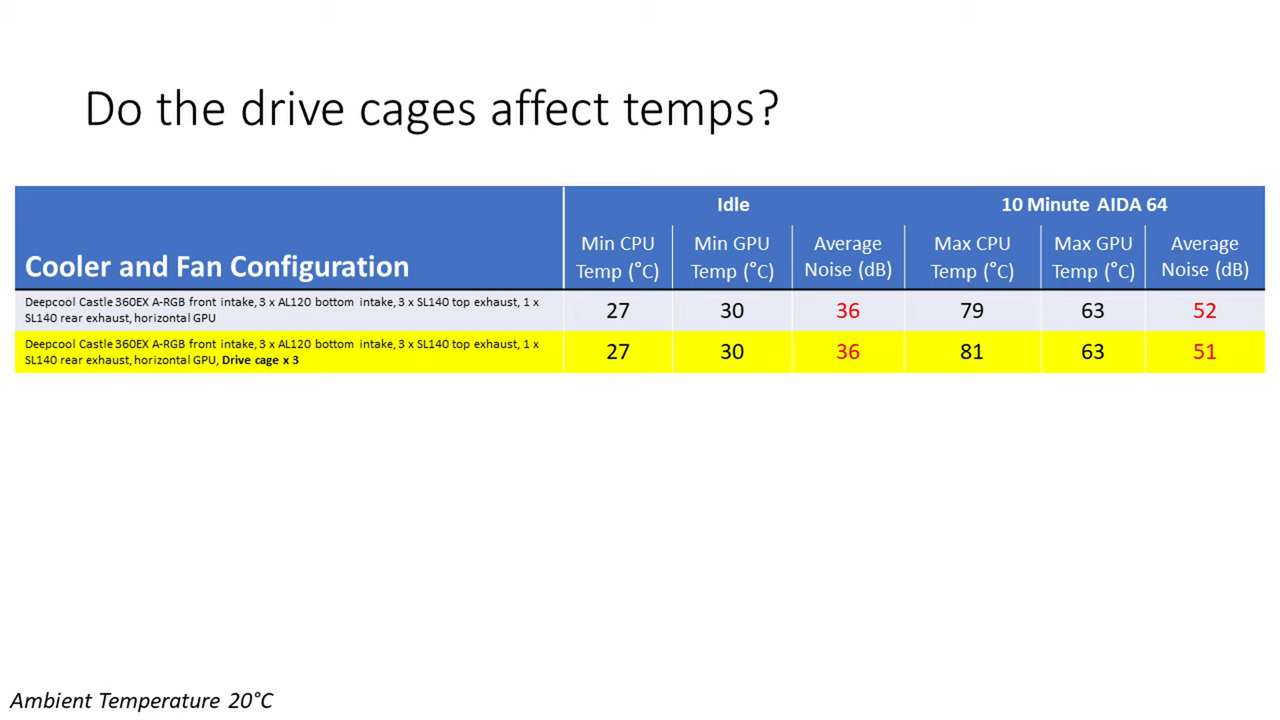 Do the drive cages affect temps?
Idle
10 Minute AIDA 64
Cooler and Fan Configuration
Min CPU
Temp (°C)
Min GPU
Temp (°C)
Average
Noise (dB)
Max CPU
Temp (°C)
Max GPU
Temp (°C)
Average
Noise (dB)
Deepcool Castle 360EX A-RGB front intake, 3 x AL120 bottom intake, 3 x SL140 top exhaust, 1 x
SL140 rear exhaust, horizontal GPU
27 30 36 79 63 52
Deepcool Castle 360EX A-RGB front intake, 3 x AL120 bottom intake, 3 x SL140 top exhaust, 1 x
SL140 rear exhaust, horizontal GPU, Drive cage x 3
27 30 36 81 63 51
Ambient Temperature 20°C